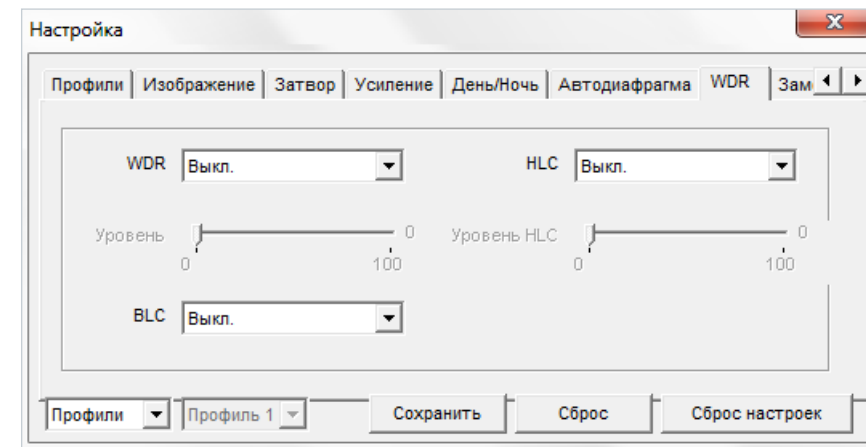 Настройка
Профили Изображение Затвор Усиление День/Ночь Автодиафрагма WDR Зам
WDR Выкл. HLC Выкл.
Уровень 0 Уровень HLC 0
0 100 0 100
BLC Выкл.
Профили Профиль 1 Сохранить Сброс Сброс настроек